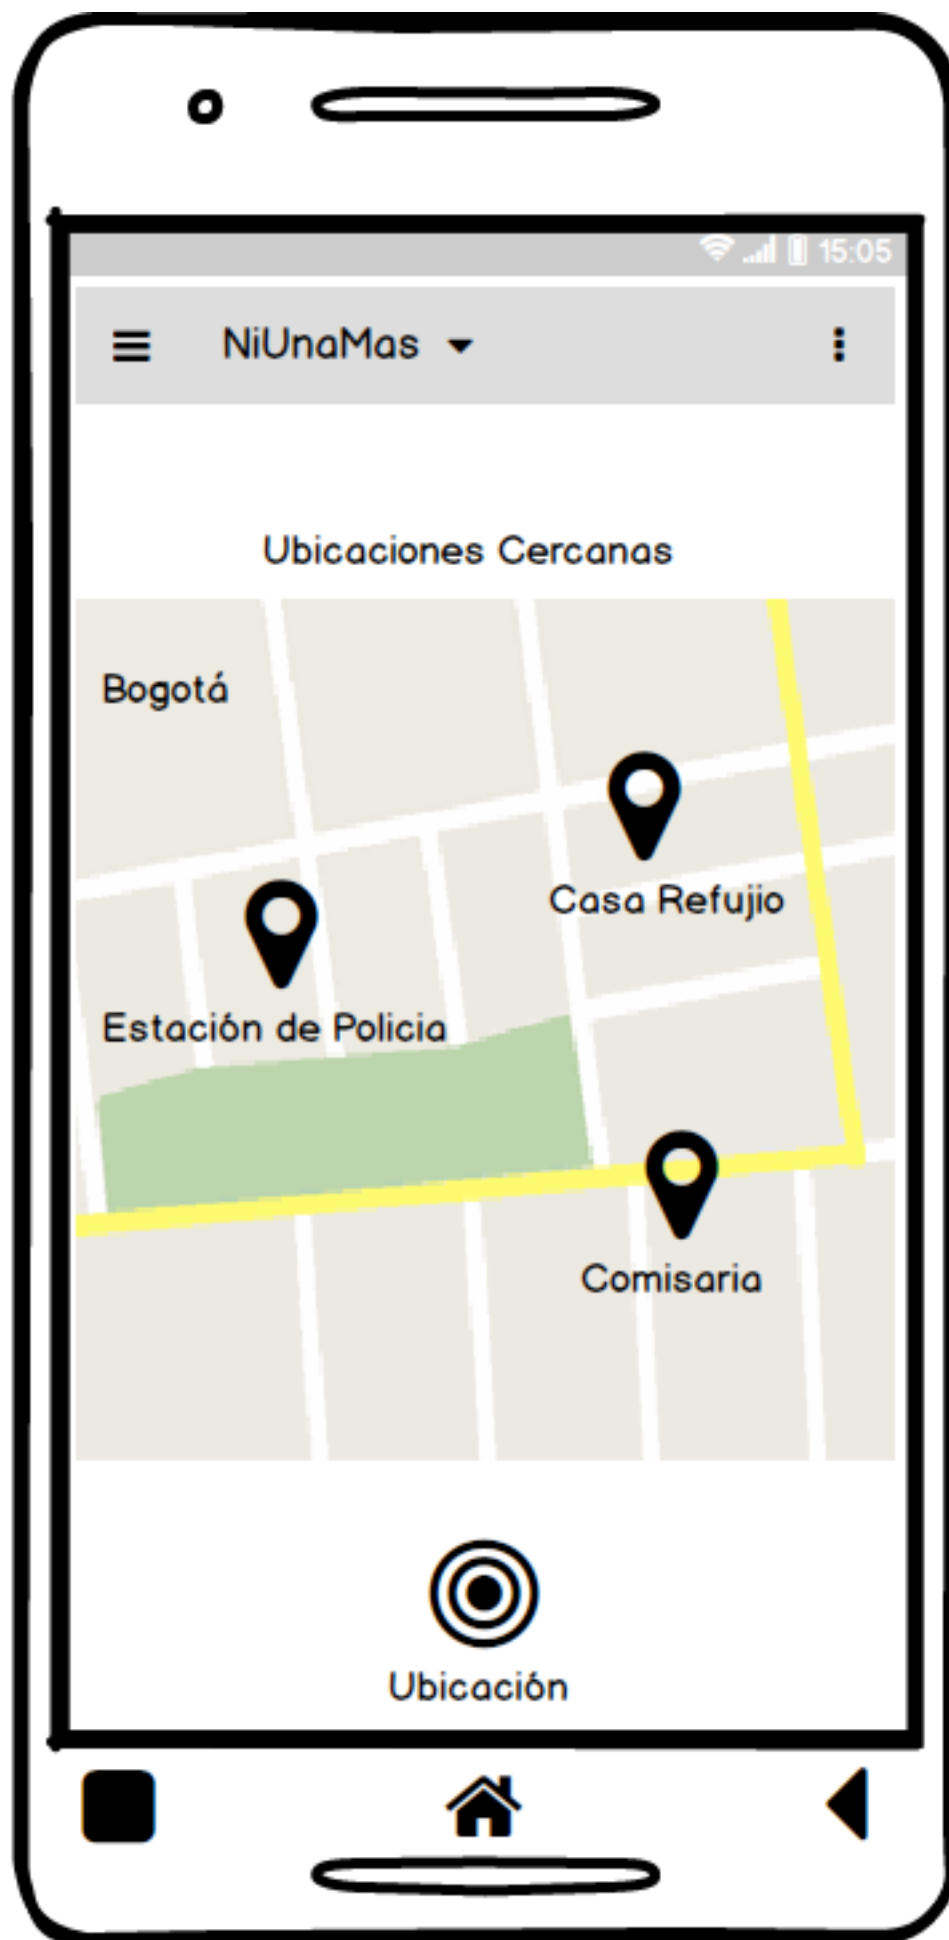 15:05
NiUnaMas
Ubicaciones Cercanas
Bogotá
Casa Refujio
Estación de Policia
Comisaria
Ubicación